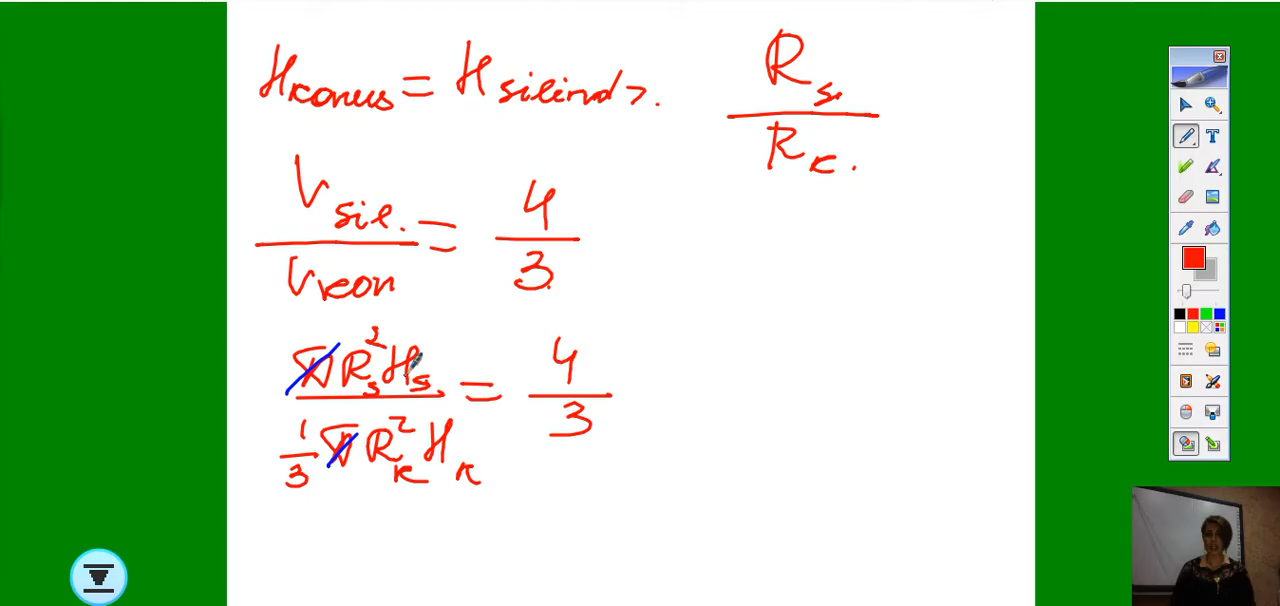 Hkonus = Hsilindr.
Rs. / Rk.
Vsil. / Vkon = 4 / 3
πR²sHs. / 1/3 πR²kHk = 4 / 3
T